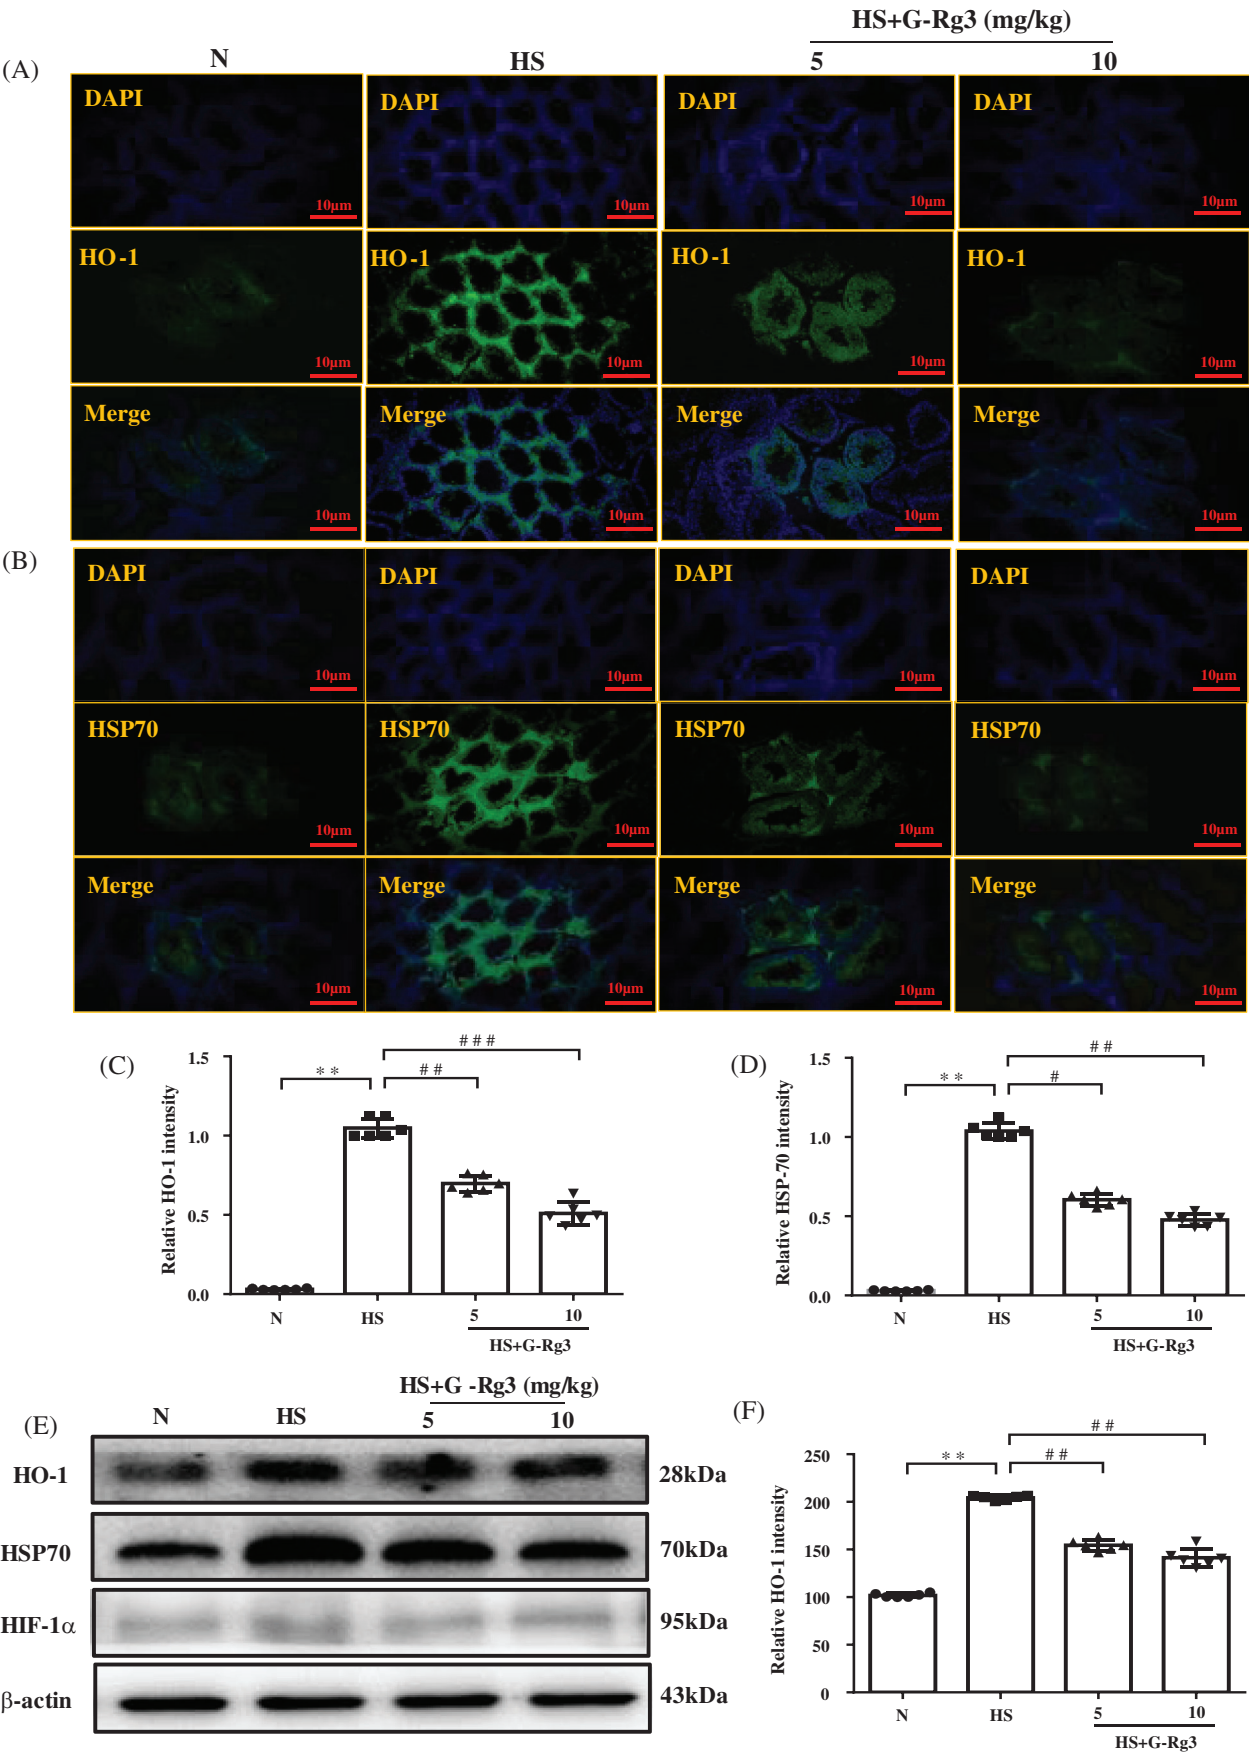 HS+G-Rg3 (mg/kg)
N HS 5 10
(A)
DAPI DAPI DAPI DAPI
10µm 10µm 10µm 10µm
HO-1 HO-1 HO-1 HO-1
10µm 10µm 10µm 10µm
Merge Merge Merge Merge
10µm 10µm 10µm 10µm
(B)
DAPI DAPI DAPI DAPI
10µm 10µm 10µm 10µm
HSP70 HSP70 HSP70 HSP70
10µm 10µm 10µm 10µm
Merge Merge Merge Merge
10µm 10µm 10µm 10µm
(C)
Relative HO-1 intensity
1.5
1.0
0.5
0.0
* *
# #
# # #
N HS 5 10
HS+G-Rg3
(D)
Relative HSP-70 intensity
1.5
1.0
0.5
0.0
* *
#
# #
N HS 5 10
HS+G-Rg3
(E)
HS+G -Rg3 (mg/kg)
N HS 5 10
HO-1 28kDa
HSP70 70kDa
HIF-1α 95kDa
β-actin 43kDa
(F)
Relative HO-1 intensity
250
200
150
100
50
0
* *
# #
# #
N HS 5 10
HS+G-Rg3